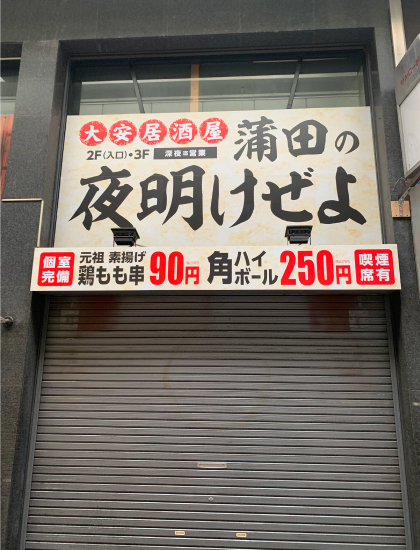 大安居酒屋
2F(入口)・3F
深夜も営業
蒲田の
夜明けぜよ
個室
完備
元祖 素揚げ
鶏もも串
90円
角ハイ
ボール
250円
喫煙
席有